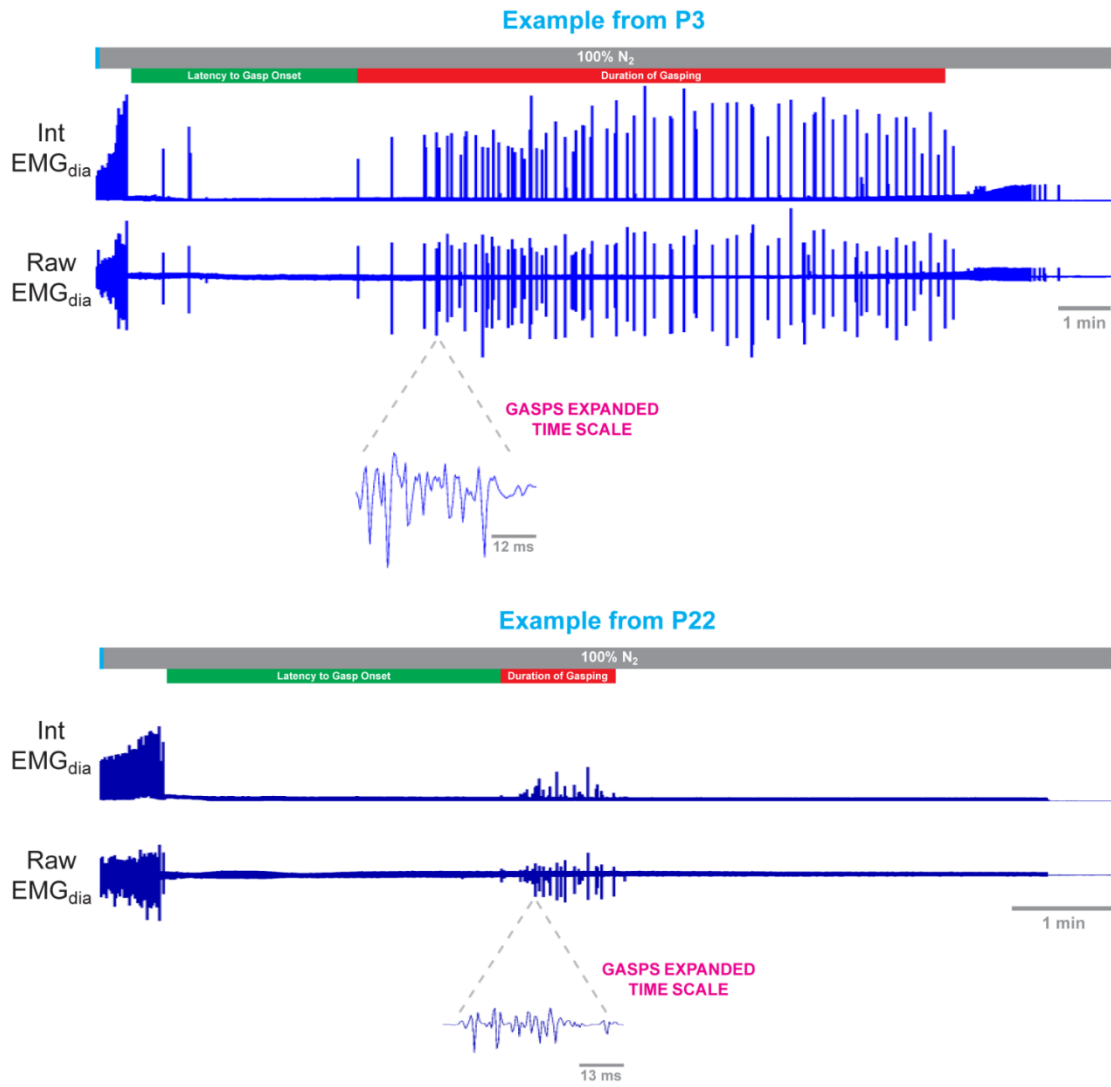 Example from P3
100% N2
Latency to Gasp Onset
Duration of Gasping
Int
EMGdia
Raw
EMGdia
1 min
GASPS EXPANDED
TIME SCALE
12 ms
Example from P22
100% N2
Latency to Gasp Onset
Duration of Gasping
Int
EMGdia
Raw
EMGdia
1 min
GASPS EXPANDED
TIME SCALE
13 ms